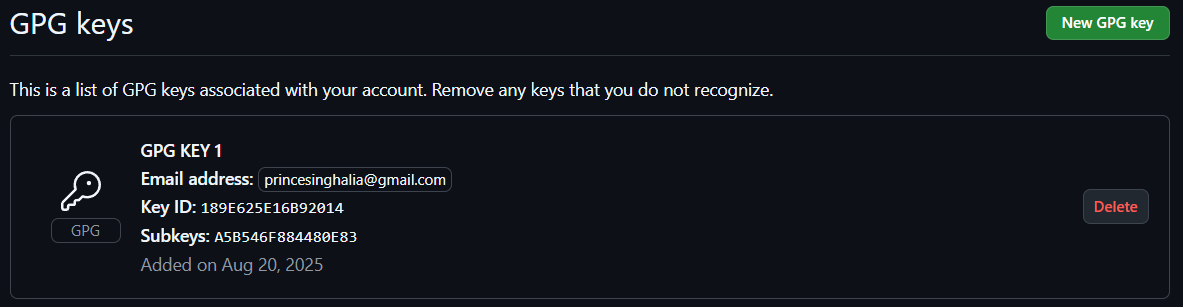 GPG keys
New GPG key
This is a list of GPG keys associated with your account. Remove any keys that you do not recognize.
GPG KEY 1
Email address: princesinghalia@gmail.com
Key ID: 189E625E16B92014
GPG
Subkeys: A5B546F884480E83
Added on Aug 20, 2025
Delete